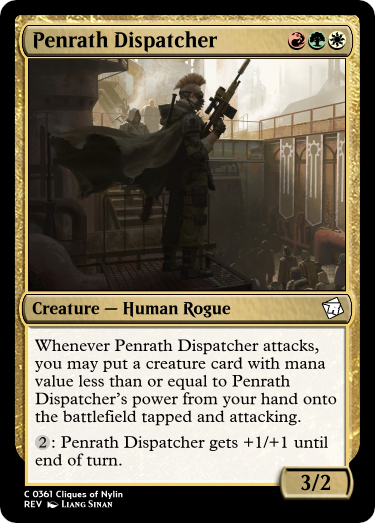 Penrath Dispatcher
Creature — Human Rogue
Whenever Penrath Dispatcher attacks,
you may put a creature card with mana
value less than or equal to Penrath
Dispatcher's power from your hand onto
the battlefield tapped and attacking.
2: Penrath Dispatcher gets +1/+1 until
end of turn.
3/2
C 0361 Cliques of Nylin
REV Liang Sinan